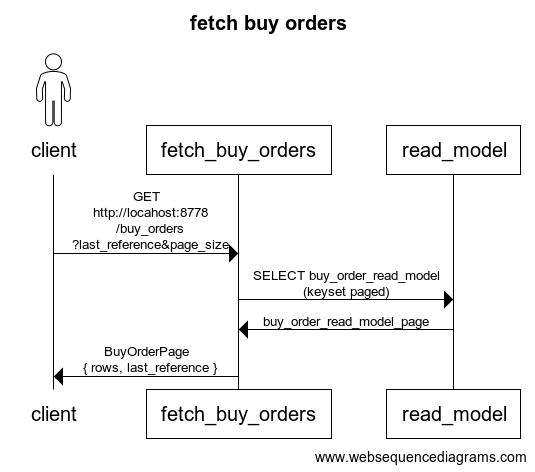 fetch buy orders
client
fetch_buy_orders
read_model
GET
http://locahost:8778
/buy_orders
?last_reference&page_size
SELECT buy_order_read_model
(keyset paged)
buy_order_read_model_page
BuyOrderPage
{ rows, last_reference }
client
fetch_buy_orders
read_model
www.websequencediagrams.com